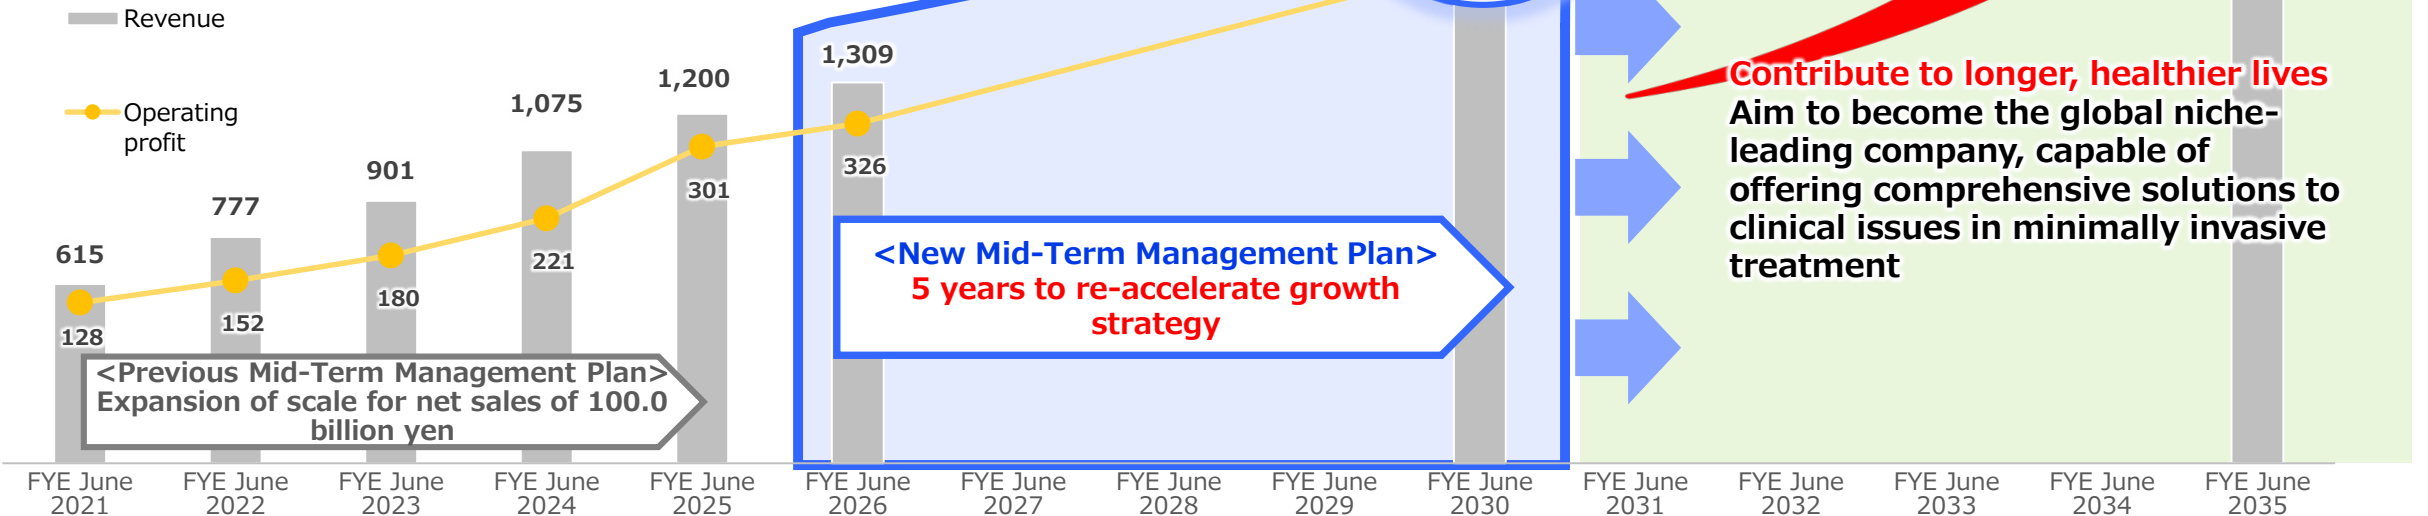 Revenue
Operating
profit
615
777
901
1,075
1,200
1,309
128
152
180
221
301
326
<Previous Mid-Term Management Plan>
Expansion of scale for net sales of 100.0
billion yen
<New Mid-Term Management Plan>
5 years to re-accelerate growth
strategy
Contribute to longer, healthier lives
Aim to become the global niche-
leading company, capable of
offering comprehensive solutions to
clinical issues in minimally invasive
treatment
FYE June
2021
FYE June
2022
FYE June
2023
FYE June
2024
FYE June
2025
FYE June
2026
FYE June
2027
FYE June
2028
FYE June
2029
FYE June
2030
FYE June
2031
FYE June
2032
FYE June
2033
FYE June
2034
FYE June
2035